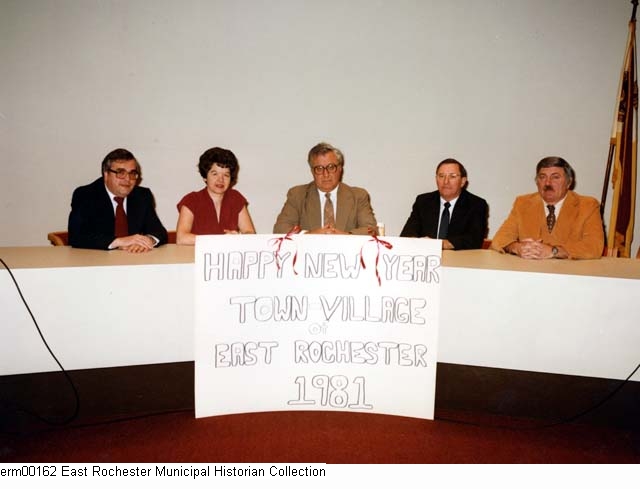 HAPPY NEW YEAR
TOWN-VILLAGE
of
EAST ROCHESTER
1981
erm00162 East Rochester Municipal Historian Collection